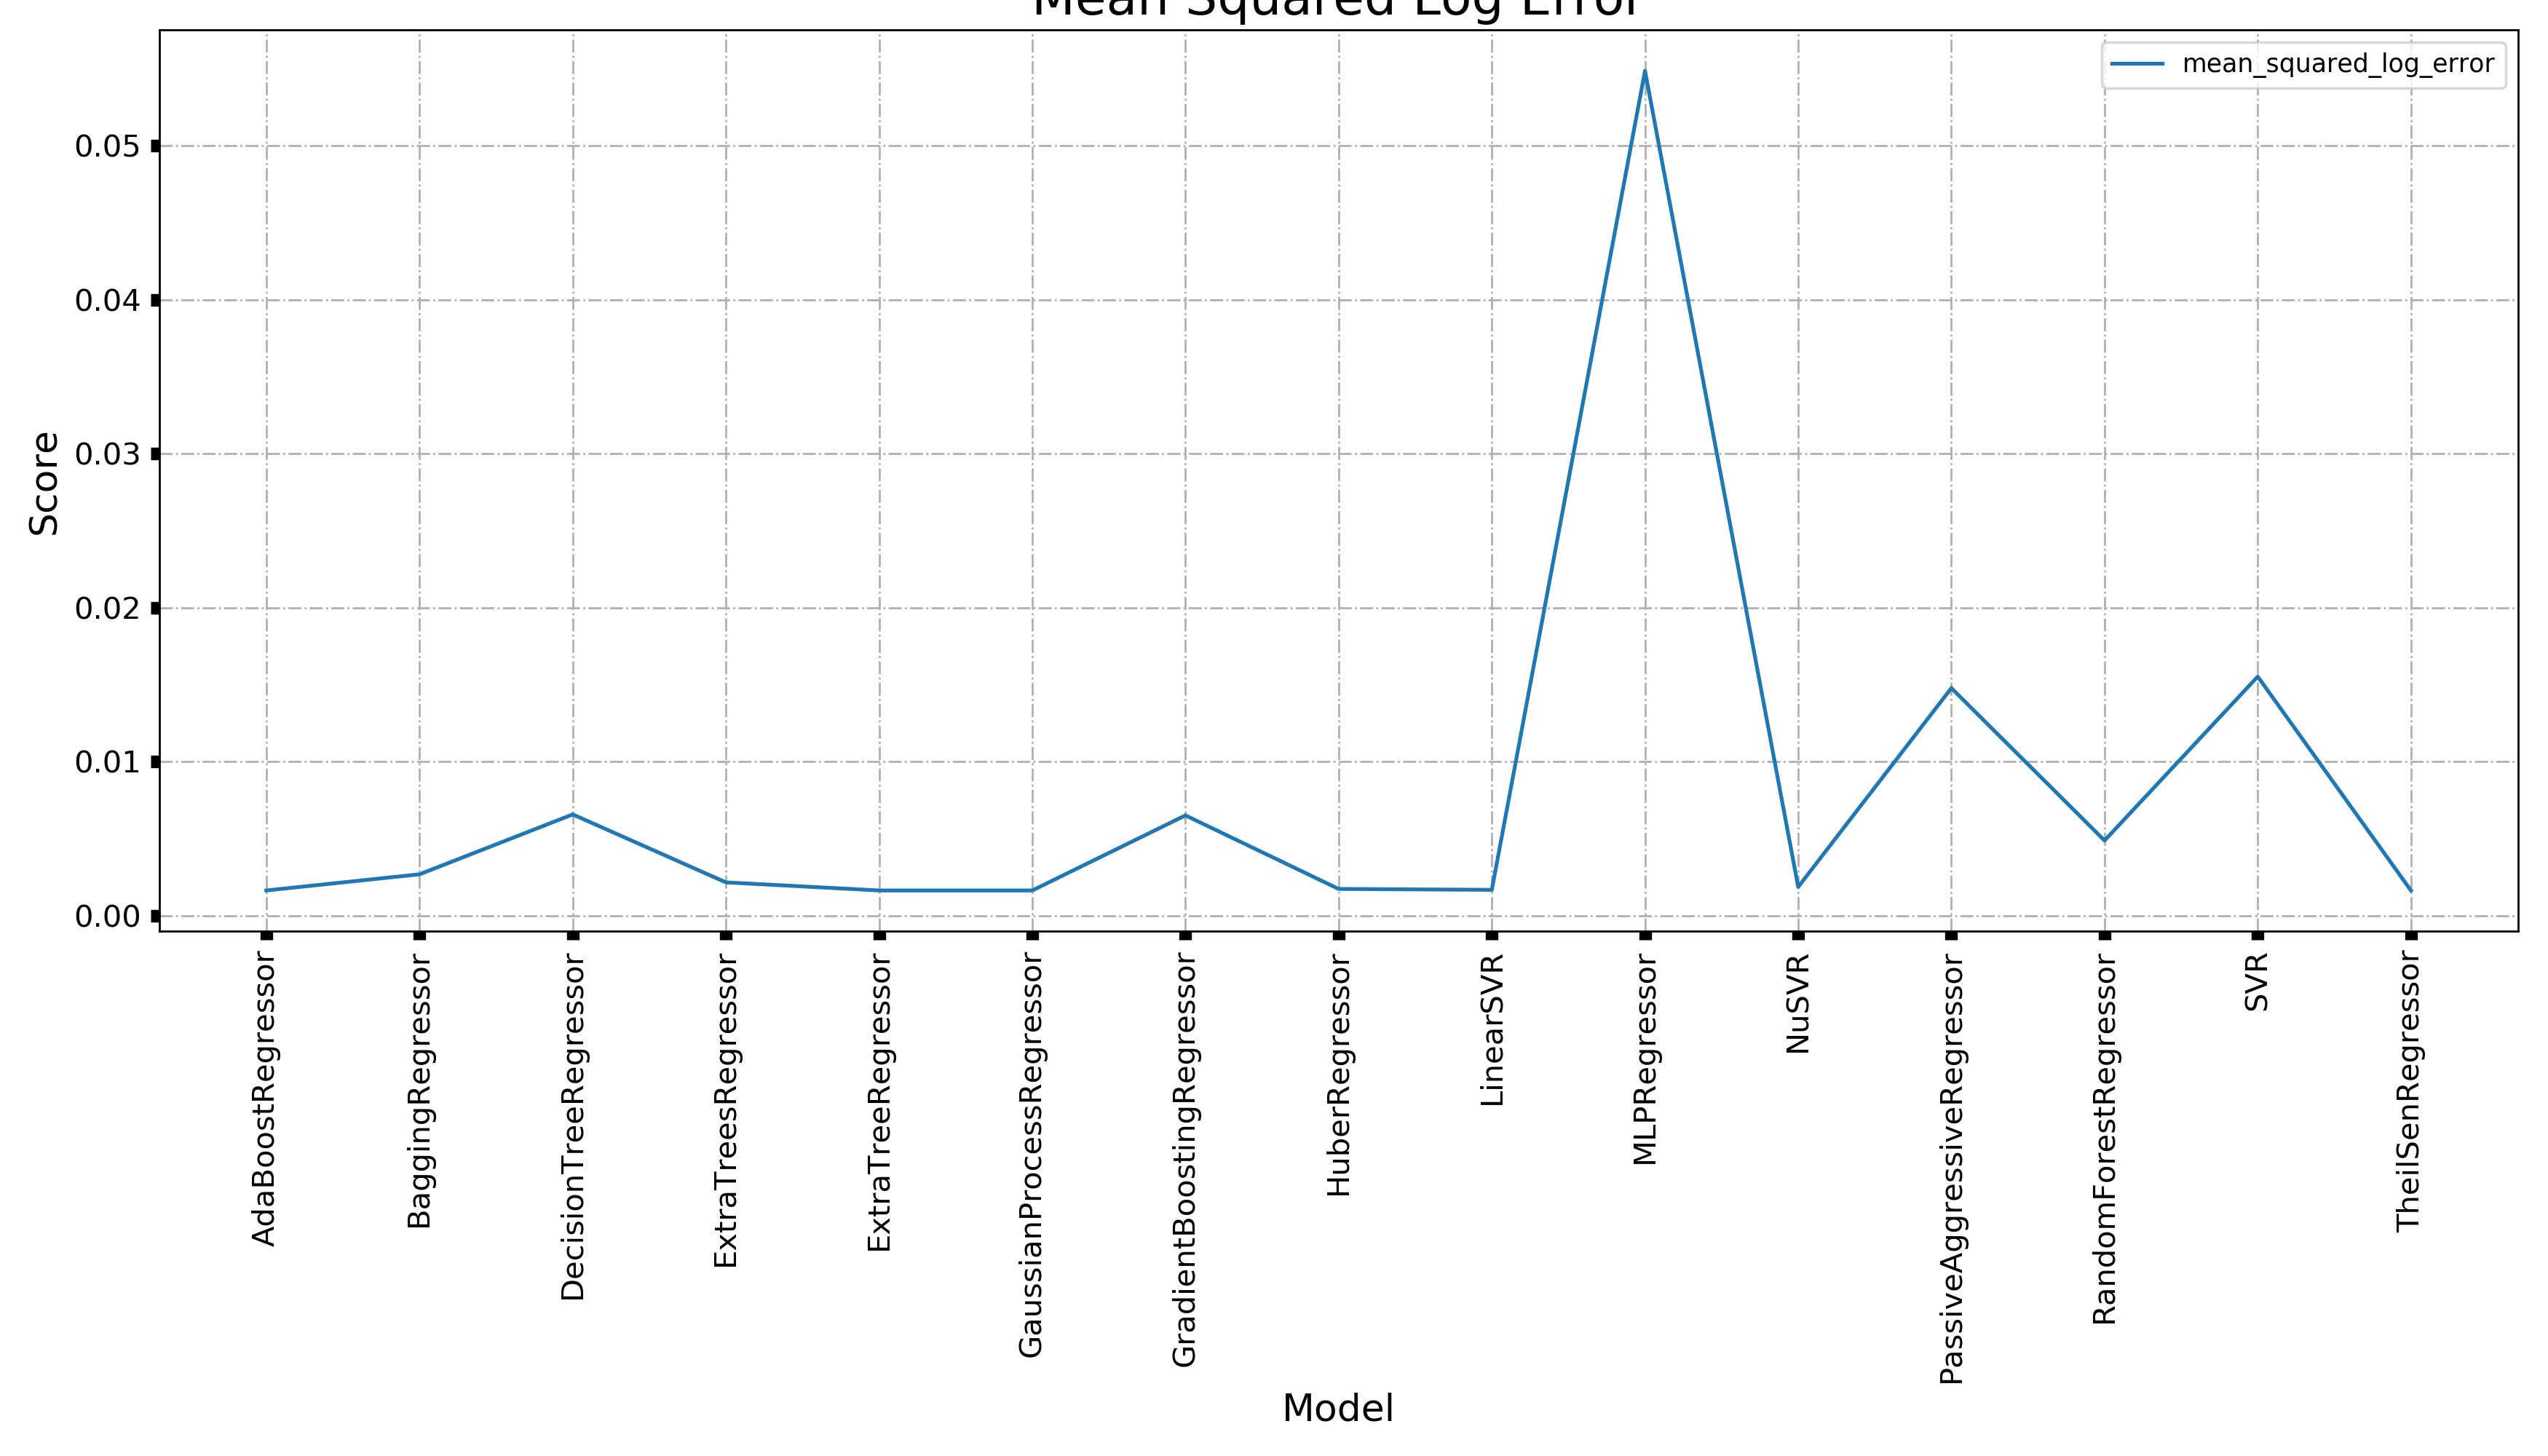 Mean Squared Log Error
mean_squared_log_error
Score
0.05
0.04
0.03
0.02
0.01
0.00
AdaBoostRegressor
BaggingRegressor
DecisionTreeRegressor
ExtraTreesRegressor
ExtraTreeRegressor
GaussianProcessRegressor
GradientBoostingRegressor
HuberRegressor
LinearSVR
MLPRegressor
NuSVR
PassiveAggressiveRegressor
RandomForestRegressor
SVR
TheilSenRegressor
Model